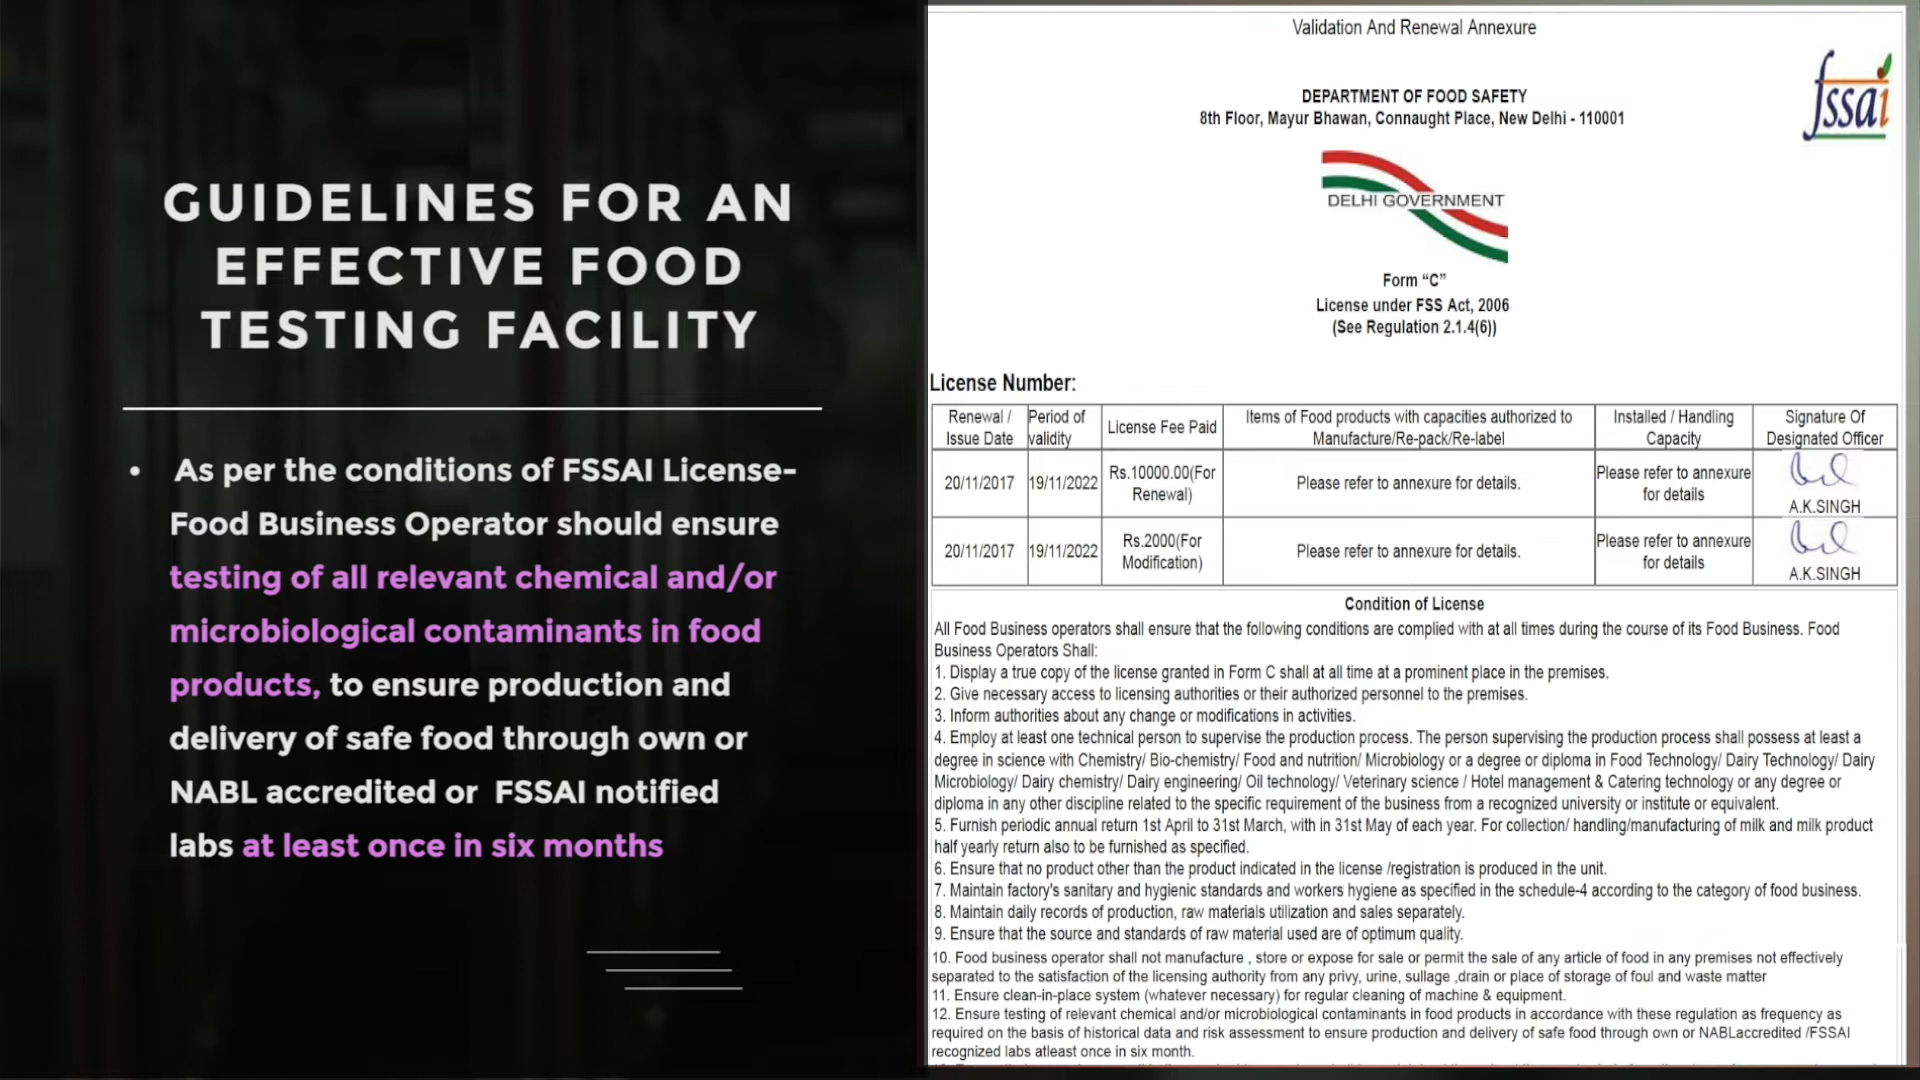 GUIDELINES FOR AN
EFFECTIVE FOOD
TESTING FACILITY
• As per the conditions of FSSAI License-
Food Business Operator should ensure
testing of all relevant chemical and/or
microbiological contaminants in food
products, to ensure production and
delivery of safe food through own or
NABL accredited or FSSAI notified
labs at least once in six months
Validation And Renewal Annexure
fssai
DEPARTMENT OF FOOD SAFETY
8th Floor, Mayur Bhawan, Connaught Place, New Delhi - 110001
DELHI GOVERNMENT
Form “C”
License under FSS Act, 2006
(See Regulation 2.1.4(6))
License Number:
Renewal / Issue Date | Period of validity | License Fee Paid | Items of Food products with capacities authorized to Manufacture/Re-pack/Re-label | Installed / Handling Capacity | Signature Of Designated Officer
20/11/2017 | 19/11/2022 | Rs.10000.00(For Renewal) | Please refer to annexure for details. | Please refer to annexure for details | A.K.SINGH
20/11/2017 | 19/11/2022 | Rs.2000(For Modification) | Please refer to annexure for details. | Please refer to annexure for details | A.K.SINGH
Condition of License
All Food Business operators shall ensure that the following conditions are complied with at all times during the course of its Food Business. Food
Business Operators Shall:
1. Display a true copy of the license granted in Form C shall at all time at a prominent place in the premises.
2. Give necessary access to licensing authorities or their authorized personnel to the premises.
3. Inform authorities about any change or modifications in activities.
4. Employ at least one technical person to supervise the production process. The person supervising the production process shall possess at least a
degree in science with Chemistry/ Bio-chemistry/ Food and nutrition/ Microbiology or a degree or diploma in Food Technology/ Dairy Technology/ Dairy
Microbiology/ Dairy chemistry/ Dairy engineering/ Oil technology/ Veterinary science / Hotel management & Catering technology or any degree or
diploma in any other discipline related to the specific requirement of the business from a recognized university or institute or equivalent.
5. Furnish periodic annual return 1st April to 31st March, with in 31st May of each year. For collection/ handling/manufacturing of milk and milk product
half yearly return also to be furnished as specified.
6. Ensure that no product other than the product indicated in the license /registration is produced in the unit.
7. Maintain factory's sanitary and hygienic standards and workers hygiene as specified in the schedule-4 according to the category of food business.
8. Maintain daily records of production, raw materials utilization and sales separately.
9. Ensure that the source and standards of raw material used are of optimum quality.
10. Food business operator shall not manufacture , store or expose for sale or permit the sale of any article of food in any premises not effectively
separated to the satisfaction of the licensing authority from any privy, urine, sullage ,drain or place of storage of foul and waste matter
11. Ensure clean-in-place system (whatever necessary) for regular cleaning of machine & equipment.
12. Ensure testing of relevant chemical and/or microbiological contaminants in food products in accordance with these regulation as frequency as
required on the basis of historical data and risk assessment to ensure production and delivery of safe food through own or NABLaccredited /FSSAI
recognized labs atleast once in six month.